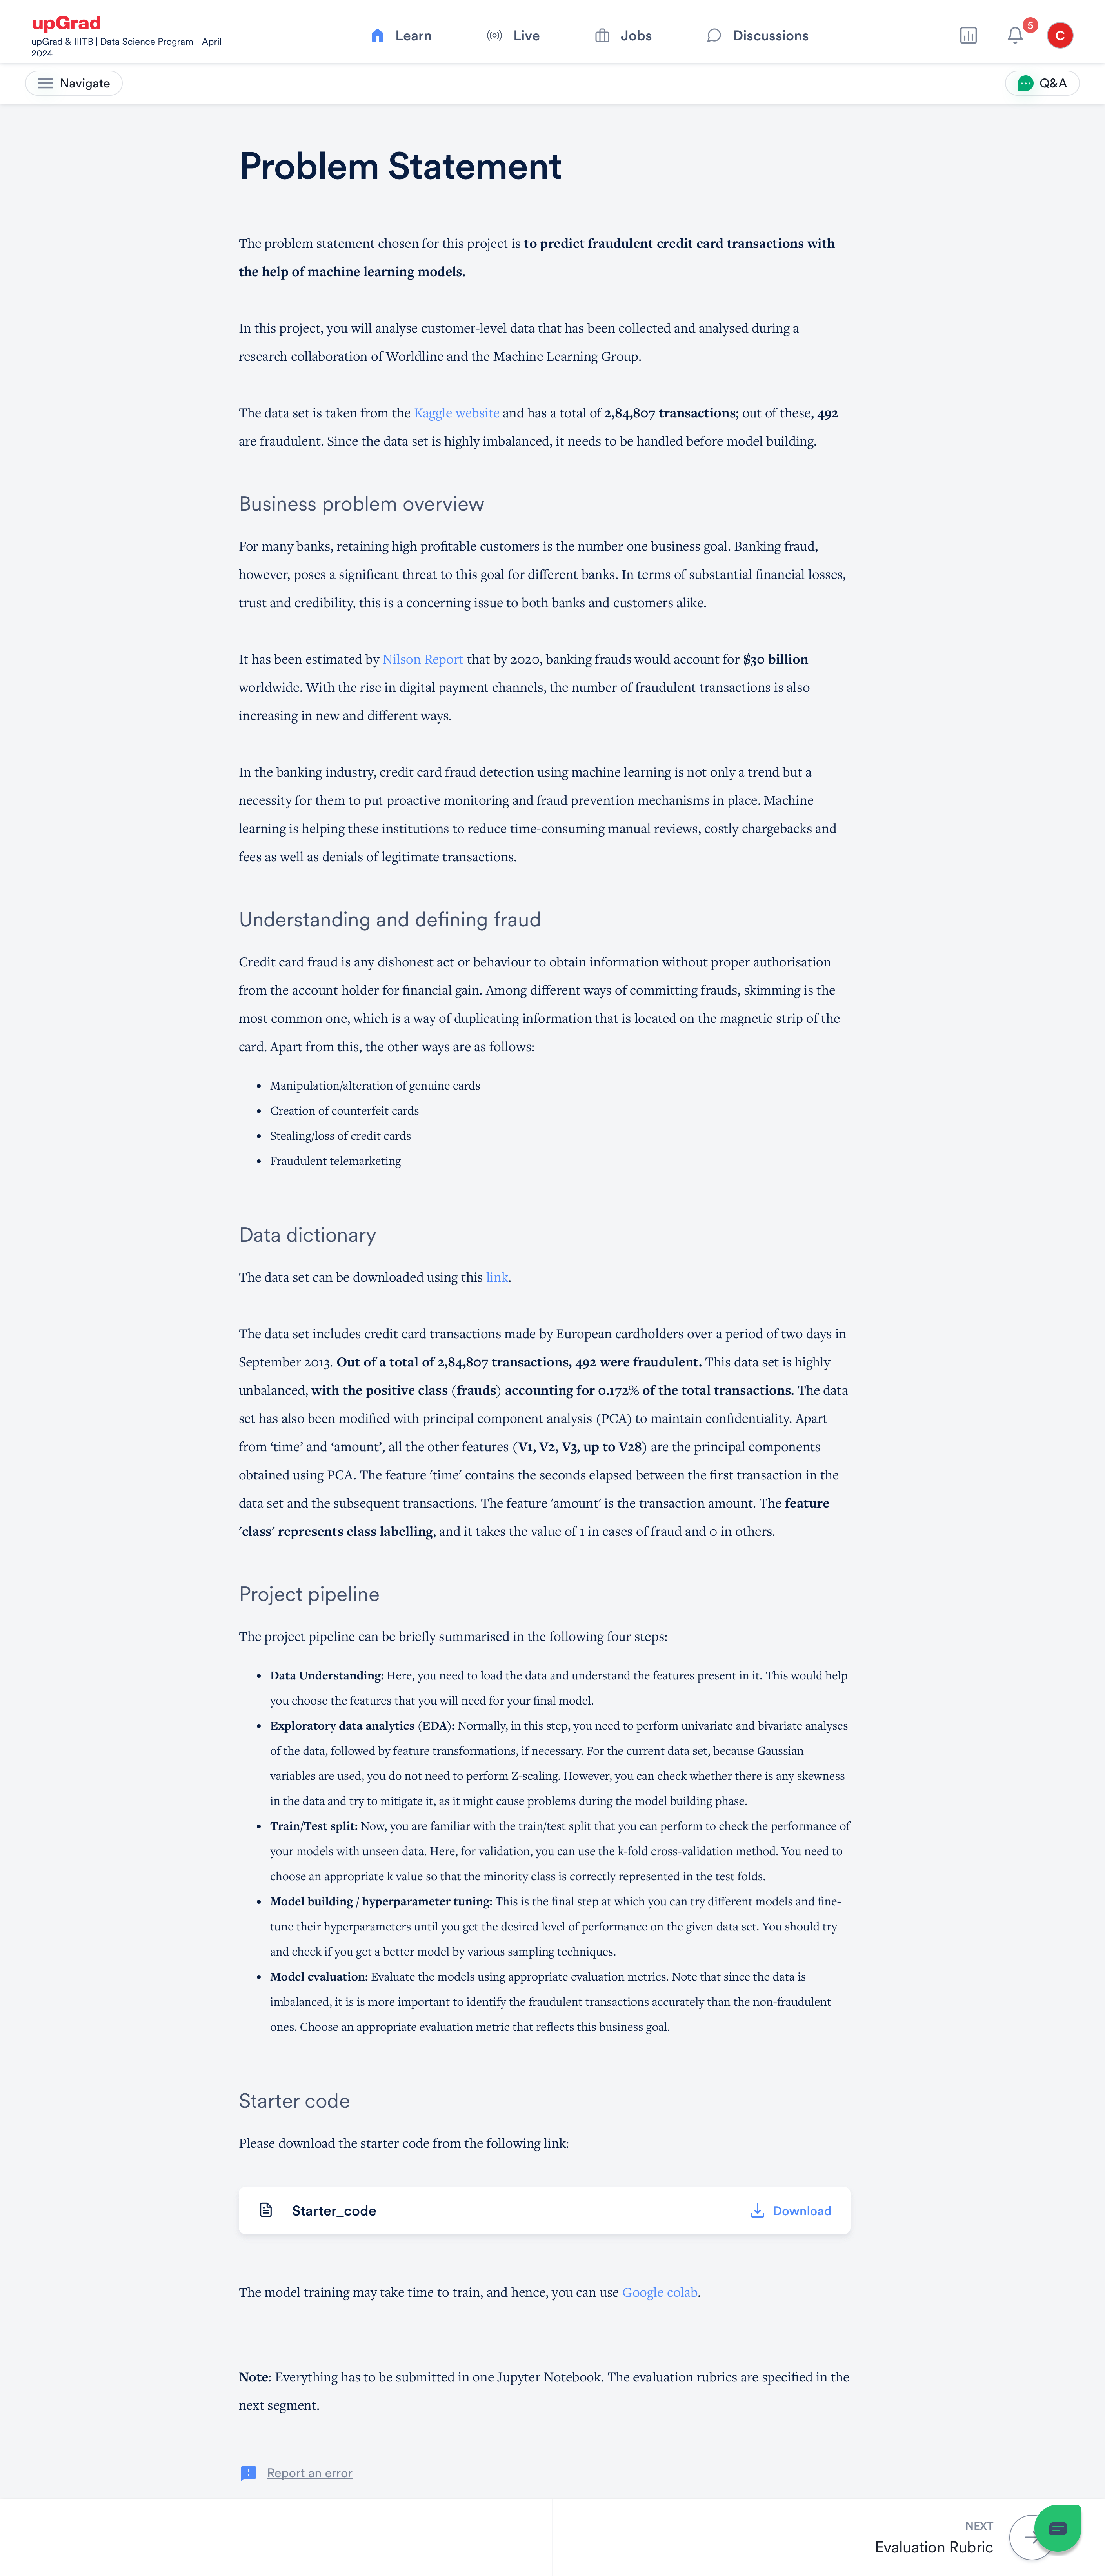 upGrad
upGrad & IIITB | Data Science Program - April
2024
Learn
Live
Jobs
Discussions
5
C
Navigate
Q&A
Problem Statement
The problem statement chosen for this project is to predict fraudulent credit card transactions with
the help of machine learning models.
In this project, you will analyse customer-level data that has been collected and analysed during a
research collaboration of Worldline and the Machine Learning Group.
The data set is taken from the Kaggle website and has a total of 2,84,807 transactions; out of these, 492
are fraudulent. Since the data set is highly imbalanced, it needs to be handled before model building.
Business problem overview
For many banks, retaining high profitable customers is the number one business goal. Banking fraud,
however, poses a significant threat to this goal for different banks. In terms of substantial financial losses,
trust and credibility, this is a concerning issue to both banks and customers alike.
It has been estimated by Nilson Report that by 2020, banking frauds would account for $30 billion
worldwide. With the rise in digital payment channels, the number of fraudulent transactions is also
increasing in new and different ways.
In the banking industry, credit card fraud detection using machine learning is not only a trend but a
necessity for them to put proactive monitoring and fraud prevention mechanisms in place. Machine
learning is helping these institutions to reduce time-consuming manual reviews, costly chargebacks and
fees as well as denials of legitimate transactions.
Understanding and defining fraud
Credit card fraud is any dishonest act or behaviour to obtain information without proper authorisation
from the account holder for financial gain. Among different ways of committing frauds, skimming is the
most common one, which is a way of duplicating information that is located on the magnetic strip of the
card. Apart from this, the other ways are as follows:
• Manipulation/alteration of genuine cards
• Creation of counterfeit cards
• Stealing/loss of credit cards
• Fraudulent telemarketing
Data dictionary
The data set can be downloaded using this link.
The data set includes credit card transactions made by European cardholders over a period of two days in
September 2013. Out of a total of 2,84,807 transactions, 492 were fraudulent. This data set is highly
unbalanced, with the positive class (frauds) accounting for 0.172% of the total transactions. The data
set has also been modified with principal component analysis (PCA) to maintain confidentiality. Apart
from ‘time’ and ‘amount’, all the other features (V1, V2, V3, up to V28) are the principal components
obtained using PCA. The feature 'time' contains the seconds elapsed between the first transaction in the
data set and the subsequent transactions. The feature 'amount' is the transaction amount. The feature
'class' represents class labelling, and it takes the value of 1 in cases of fraud and 0 in others.
Project pipeline
The project pipeline can be briefly summarised in the following four steps:
• Data Understanding: Here, you need to load the data and understand the features present in it. This would help
you choose the features that you will need for your final model.
• Exploratory data analytics (EDA): Normally, in this step, you need to perform univariate and bivariate analyses
of the data, followed by feature transformations, if necessary. For the current data set, because Gaussian
variables are used, you do not need to perform Z-scaling. However, you can check whether there is any skewness
in the data and try to mitigate it, as it might cause problems during the model building phase.
• Train/Test split: Now, you are familiar with the train/test split that you can perform to check the performance of
your models with unseen data. Here, for validation, you can use the k-fold cross-validation method. You need to
choose an appropriate k value so that the minority class is correctly represented in the test folds.
• Model building / hyperparameter tuning: This is the final step at which you can try different models and fine-
tune their hyperparameters until you get the desired level of performance on the given data set. You should try
and check if you get a better model by various sampling techniques.
• Model evaluation: Evaluate the models using appropriate evaluation metrics. Note that since the data is
imbalanced, it is is more important to identify the fraudulent transactions accurately than the non-fraudulent
ones. Choose an appropriate evaluation metric that reflects this business goal.
Starter code
Please download the starter code from the following link:
Starter_code
Download
The model training may take time to train, and hence, you can use Google colab.
Note: Everything has to be submitted in one Jupyter Notebook. The evaluation rubrics are specified in the
next segment.
Report an error
NEXT
Evaluation Rubric